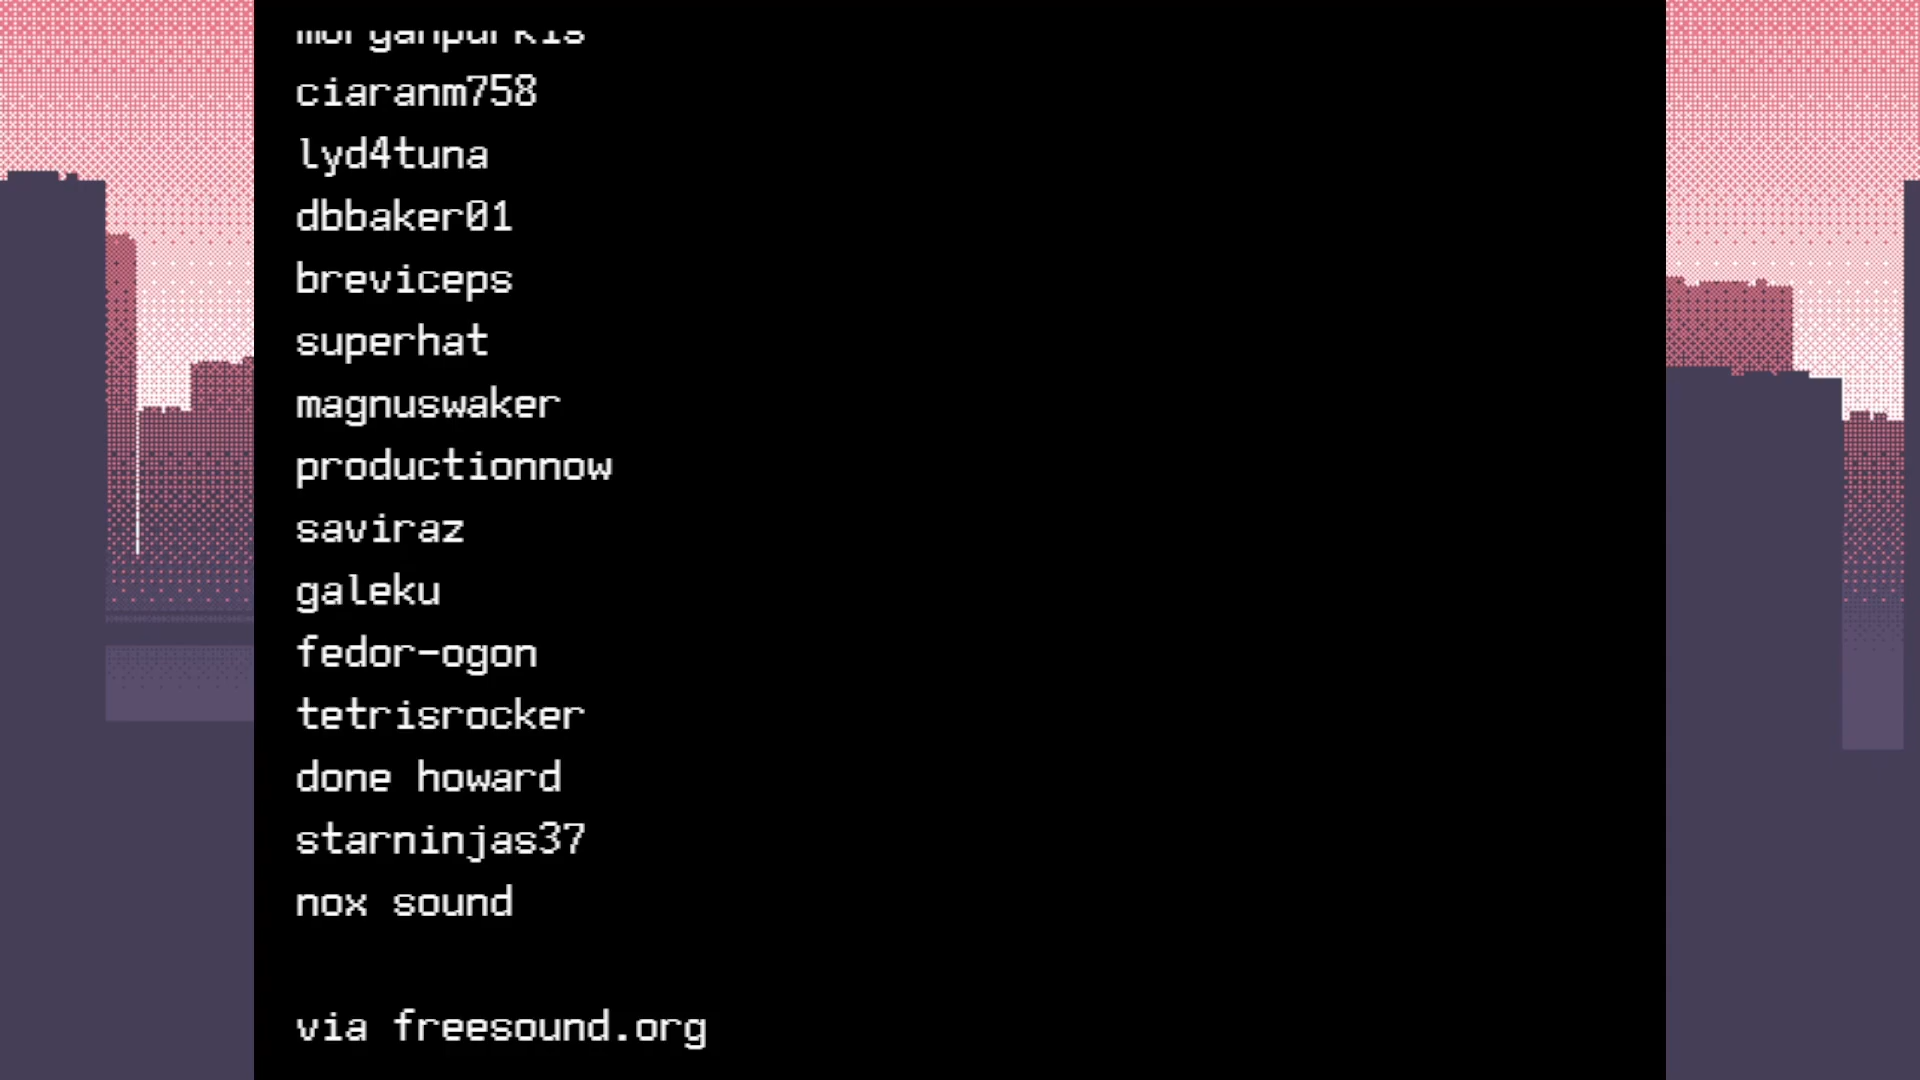 morganpurkis
ciaranm758
lyd4tuna
dbbaker01
breviceps
superhat
magnuswaker
productionnow
saviraz
galeku
fedor-ogon
tetrisrocker
done howard
starninjas37
nox sound
via freesound.org